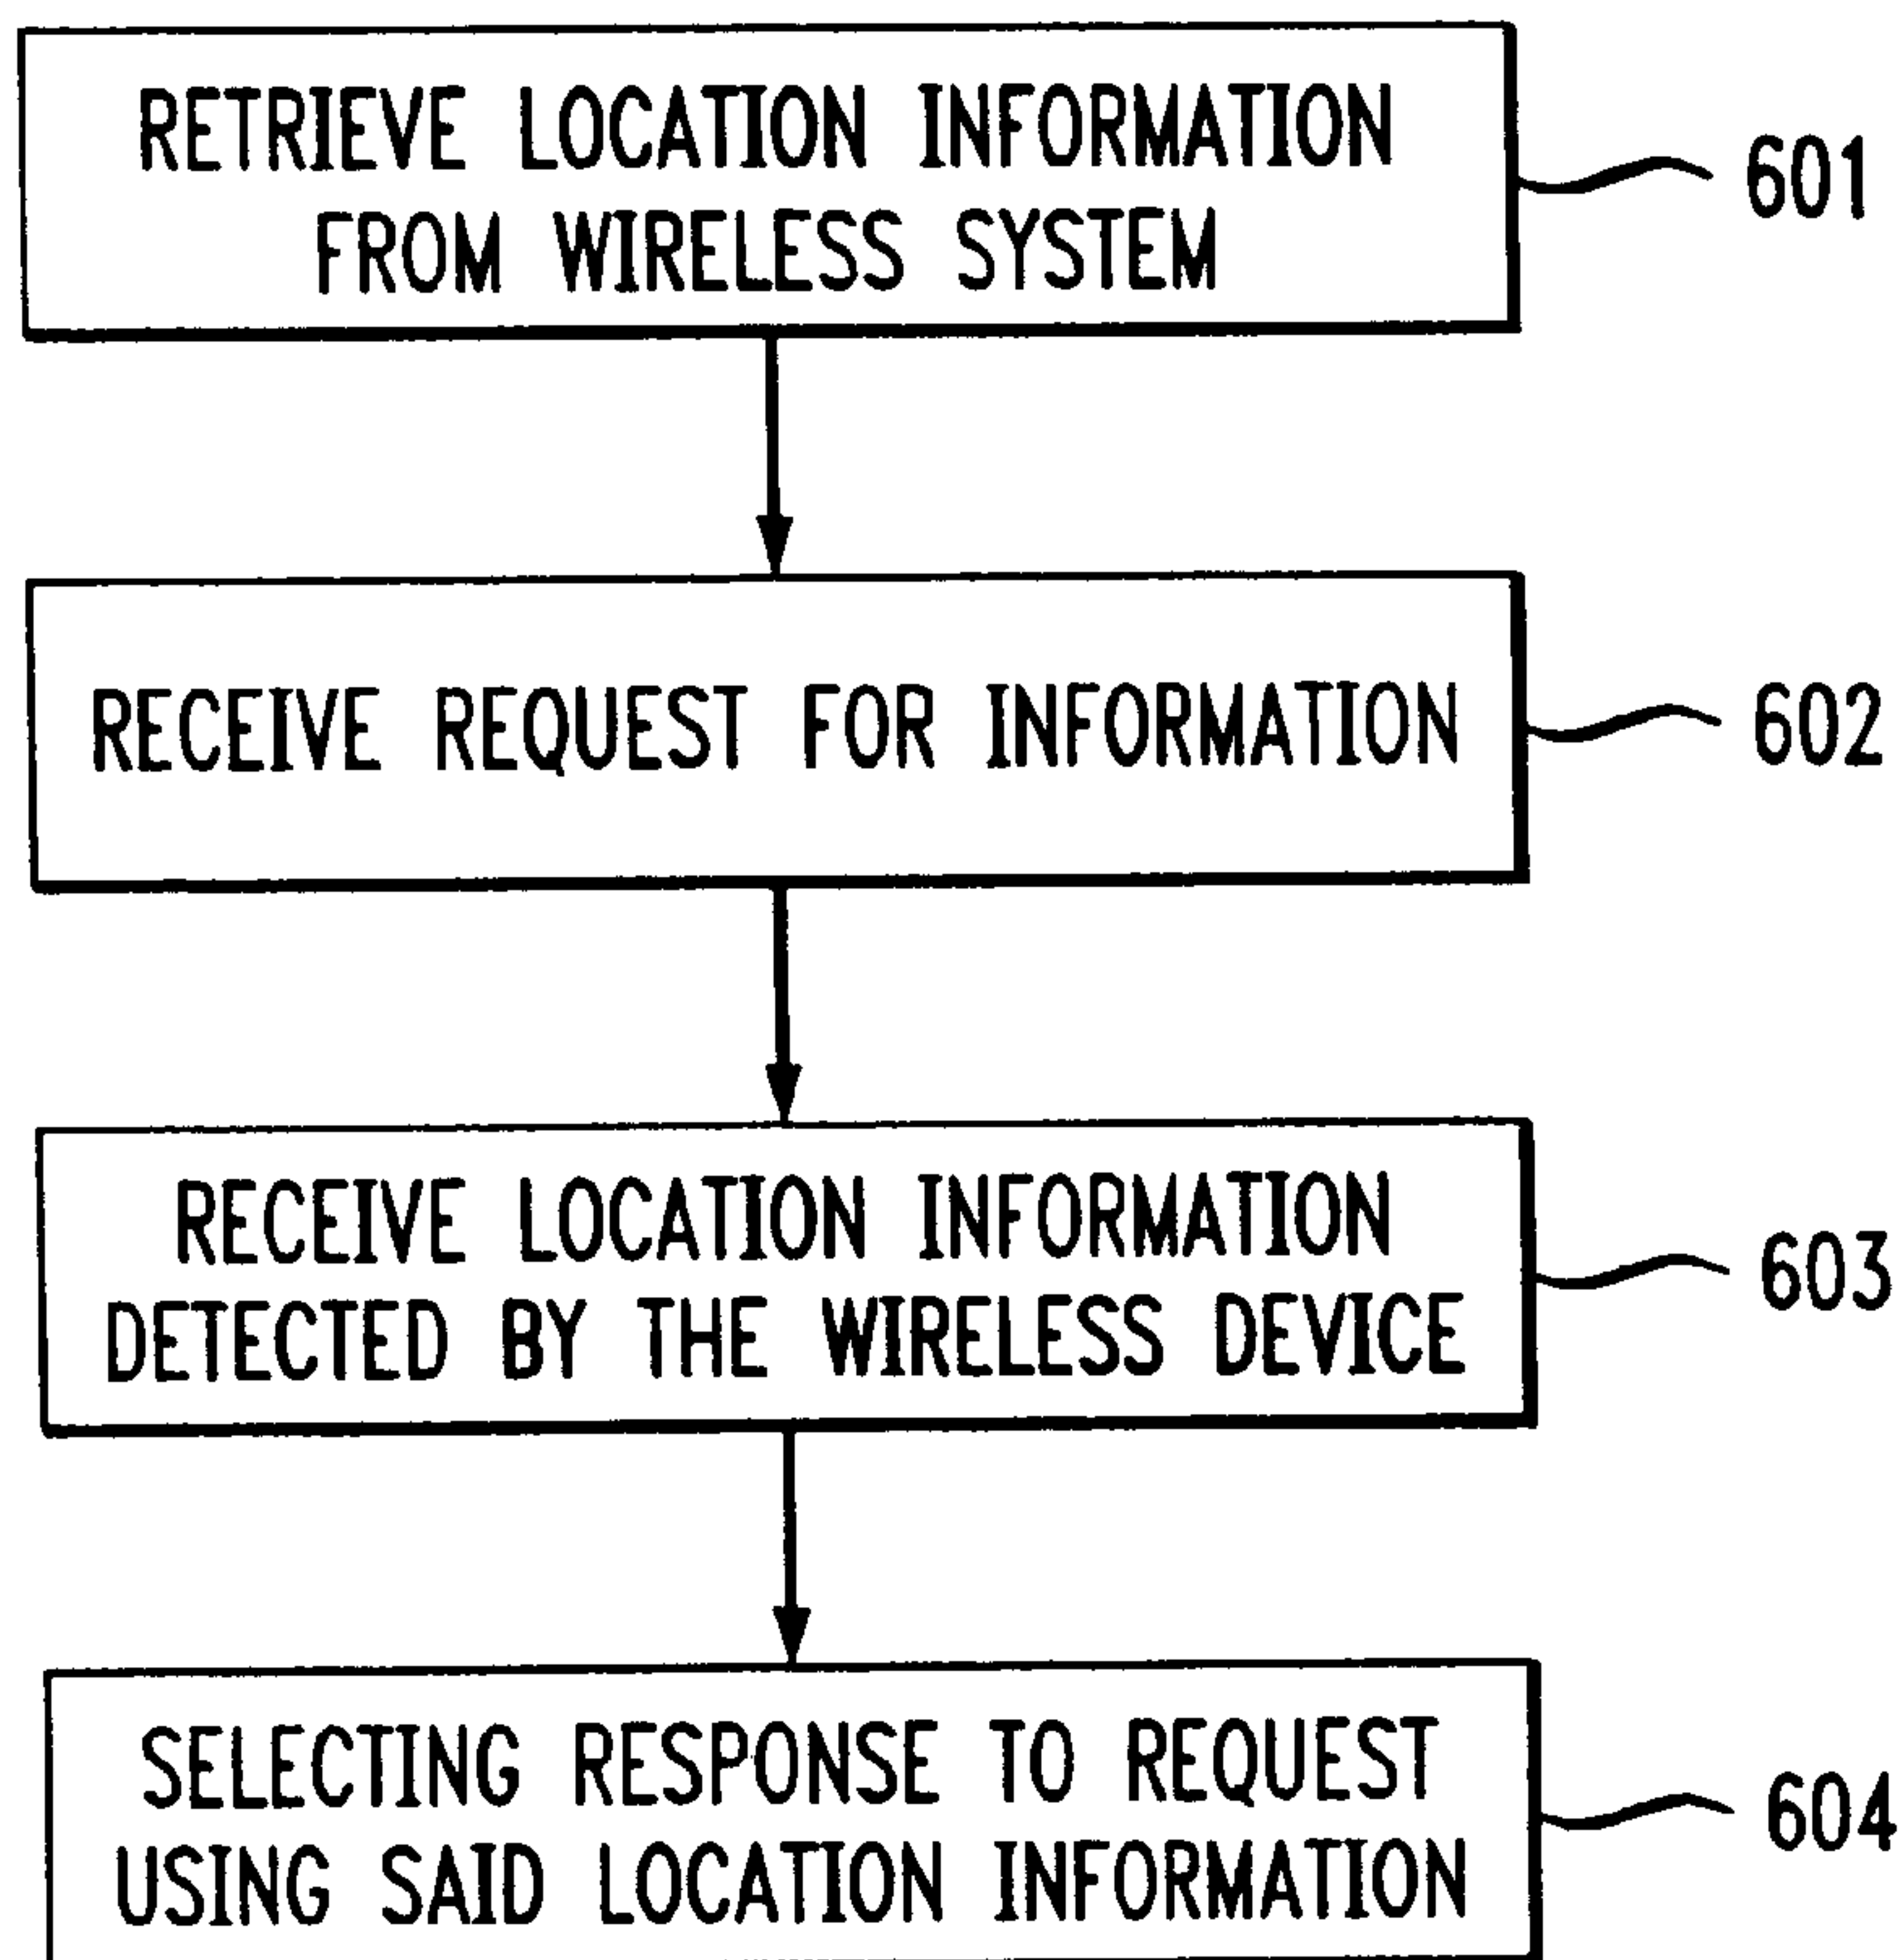 RETRIEVE LOCATION INFORMATION
FROM WIRELESS SYSTEM
601
RECEIVE REQUEST FOR INFORMATION
602
RECEIVE LOCATION INFORMATION
DETECTED BY THE WIRELESS DEVICE
603
SELECTING RESPONSE TO REQUEST
USING SAID LOCATION INFORMATION
604